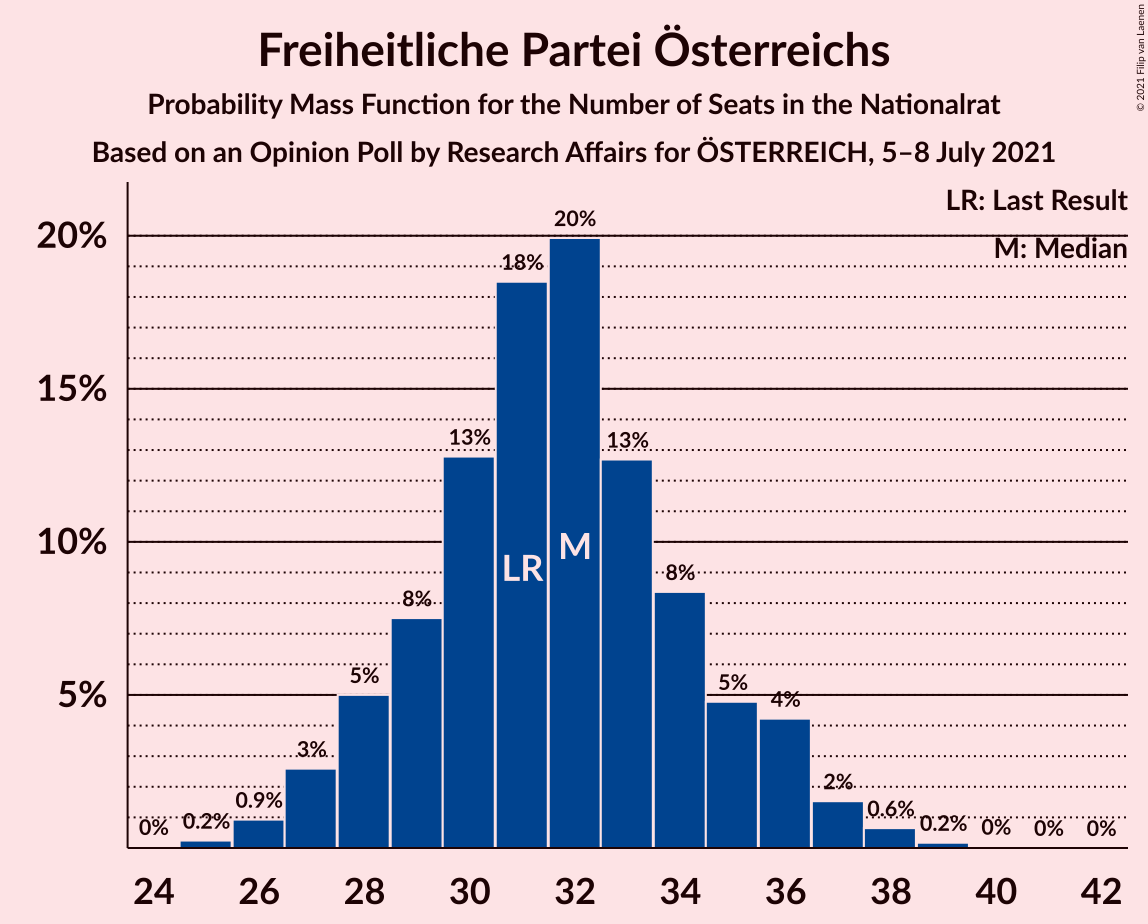 Freiheitliche Partei Österreichs
Probability Mass Function for the Number of Seats in the Nationalrat
Based on an Opinion Poll by Research Affairs for ÖSTERREICH, 5–8 July 2021
© 2021 Filip van Laenen
LR: Last Result
M: Median
20%
15%
10%
5%
0%
0.2%
0.9%
3%
5%
8%
13%
18%
20%
13%
8%
5%
4%
2%
0.6%
0.2%
0%
0%
0%
LR
M
24 26 28 30 32 34 36 38 40 42